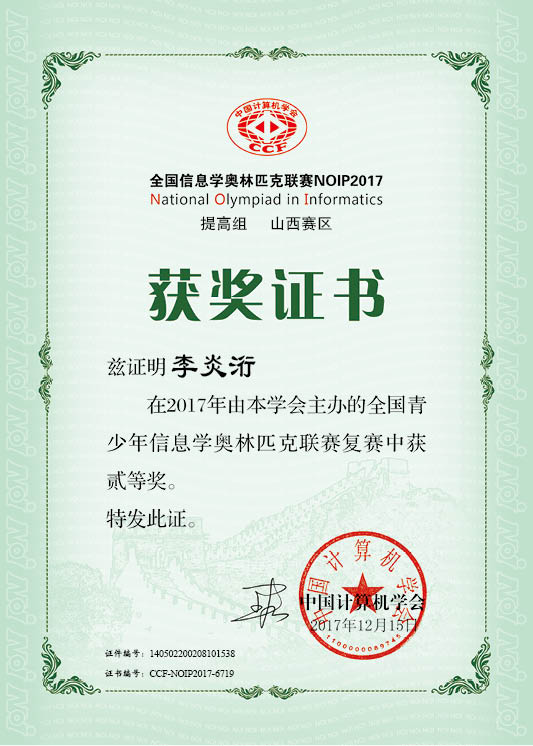 中国计算机学会
CCF
全国信息学奥林匹克联赛NOIP2017
National Olympiad in Informatics
提高组 山西赛区
获奖证书
兹证明 李炎洐
在2017年由本学会主办的全国青
少年信息学奥林匹克联赛复赛中获
贰等奖。
特发此证。
中国计算机学会
中国计算机学会
2017年12月15日
1100000089745
证件编号: 140502200208101538
证书编号: CCF-NOIP2017-6719